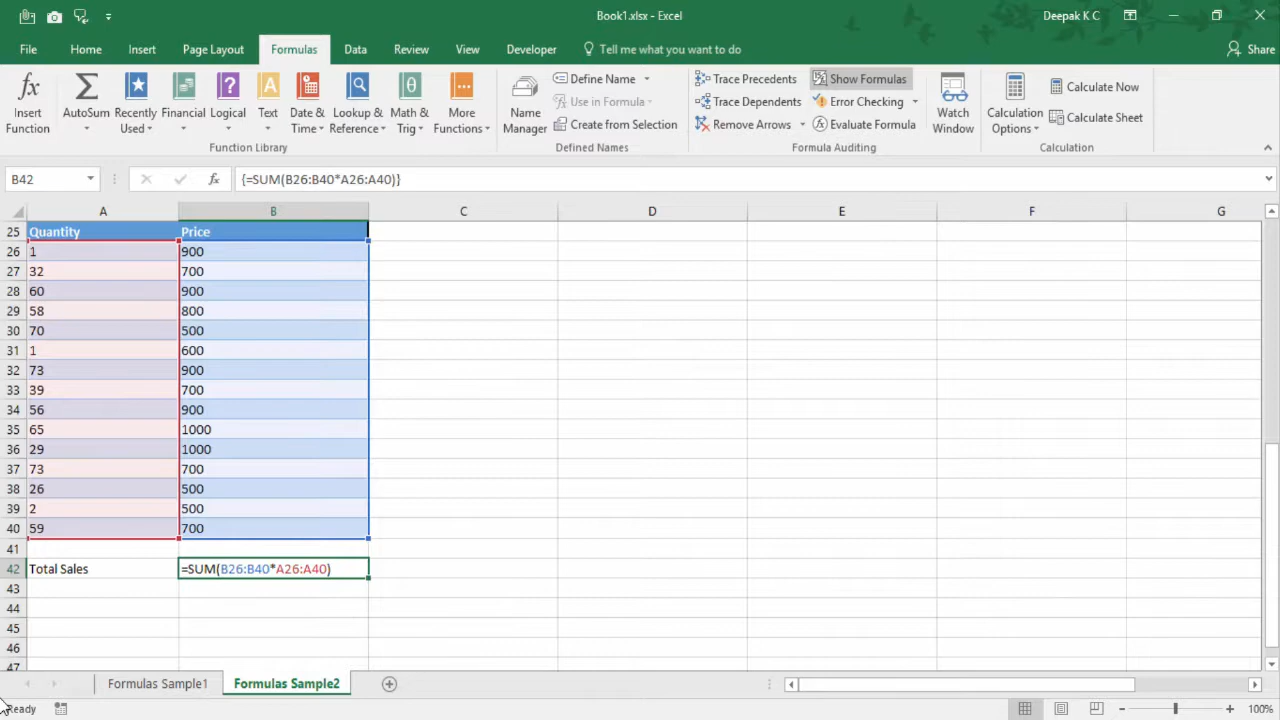 Book1.xlsx - Excel
Deepak K C
File Home Insert Page Layout Formulas Data Review View Developer Tell me what you want to do Share
Insert Function
AutoSum
Recently Used
Financial
Logical
Text
Date & Time
Lookup & Reference
Math & Trig
More Functions
Function Library
Name Manager
Define Name
Use in Formula
Create from Selection
Defined Names
Trace Precedents
Trace Dependents
Remove Arrows
Show Formulas
Error Checking
Evaluate Formula
Formula Auditing
Watch Window
Calculation Options
Calculate Now
Calculate Sheet
Calculation
B42 fx {=SUM(B26:B40*A26:A40)}
A B C D E F G
25 Quantity Price
26 1 900
27 32 700
28 60 900
29 58 800
30 70 500
31 1 600
32 73 900
33 39 700
34 56 900
35 65 1000
36 29 1000
37 73 700
38 26 500
39 2 500
40 59 700
41
42 Total Sales =SUM(B26:B40*A26:A40)
43
44
45
46
47
Formulas Sample1 Formulas Sample2
Ready 100%